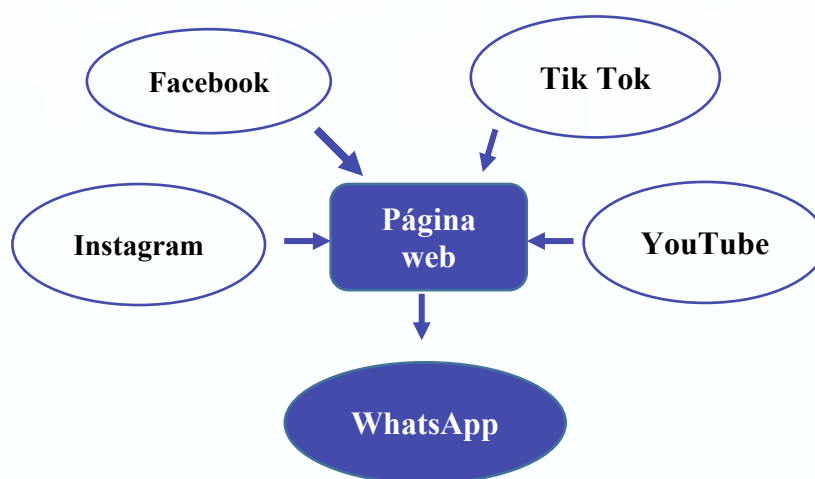 Facebook
Tik Tok
Instagram
Página
web
YouTube
WhatsApp